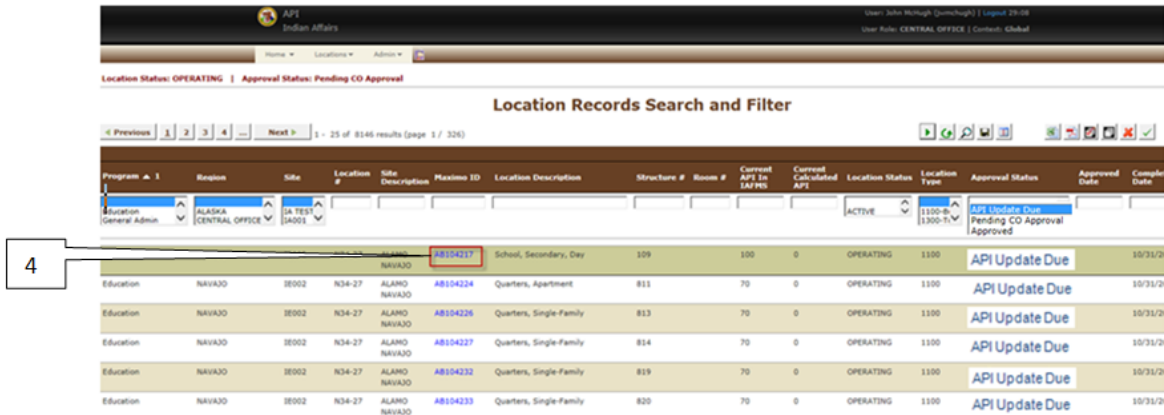 API
Indian Affairs
User: John McHugh (pvmchugh) | Logout 29:08
User Role: CENTRAL OFFICE | Context: Global
Home Locations Admin
Location Status: OPERATING | Approval Status: Pending CO Approval
Location Records Search and Filter
Previous 1 2 3 4 ... Next 1 - 25 of 8146 results (page 1 / 326)
Program 1 Region Site Location # Site Description Maximo ID Location Description Structure # Room # Current API In IAFMS Current Calculated API Location Status Location Type Approval Status Approved Date Comple Date
Education General Admin ALASKA CENTRAL OFFICE IA TEST IA001 ACTIVE 1100-B 1300-T API Update Due Pending CO Approval Approved
4
N34-27 ALAMO NAVAJO AB104217 School, Secondary, Day 109 100 0 OPERATING 1100 API Update Due 10/31/2
Education NAVAJO IE002 N34-27 ALAMO NAVAJO AB104224 Quarters, Apartment 811 70 0 OPERATING 1100 API Update Due 10/31/2
Education NAVAJO IE002 N34-27 ALAMO NAVAJO AB104226 Quarters, Single-Family 813 70 0 OPERATING 1100 API Update Due 10/31/2
Education NAVAJO IE002 N34-27 ALAMO NAVAJO AB104227 Quarters, Single-Family 814 70 0 OPERATING 1100 API Update Due 10/31/2
Education NAVAJO IE002 N34-27 ALAMO NAVAJO AB104232 Quarters, Single-Family 819 70 0 OPERATING 1100 API Update Due 10/31/2
Education NAVAJO IE002 N34-27 ALAMO NAVAJO AB104233 Quarters, Single-Family 820 70 0 OPERATING 1100 API Update Due 10/31/2